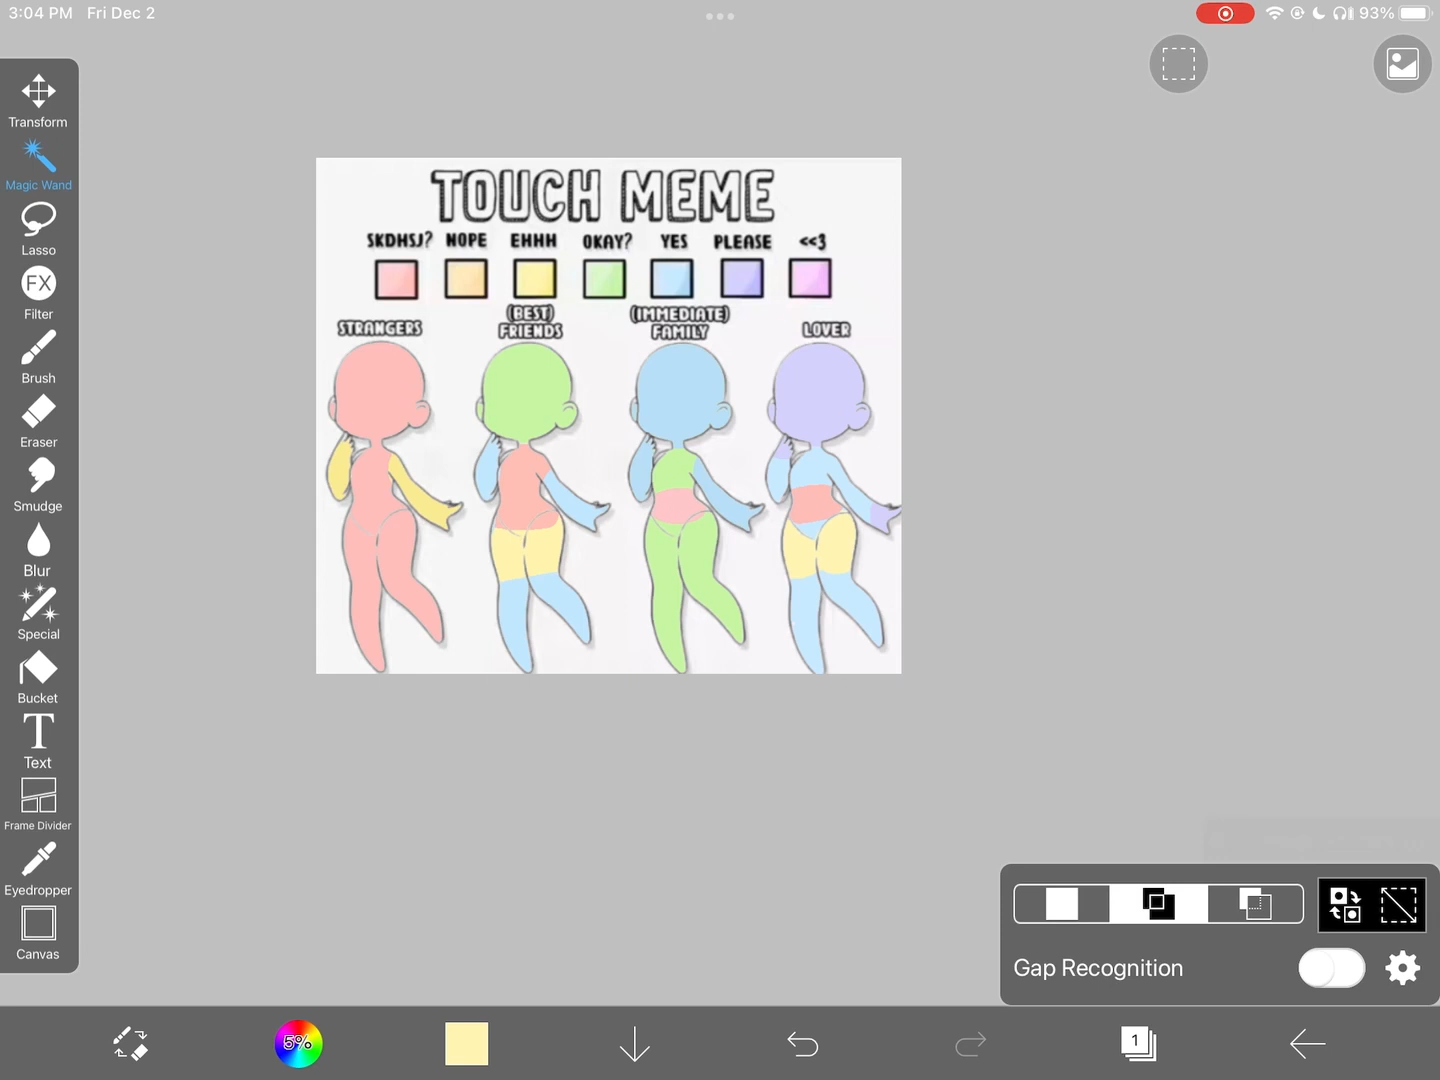 3:04 PM Fri Dec 2
93%
Transform
Magic Wand
Lasso
FX
Filter
Brush
Eraser
Smudge
Blur
Special
Bucket
T
Text
Frame Divider
Eyedropper
Canvas
TOUCH MEME
SKDHSJ? NOPE EHHH OKAY? YES PLEASE <<3
STRANGERS
(BEST)
FRIENDS
(IMMEDIATE)
FAMILY
LOVER
Gap Recognition
5%
1